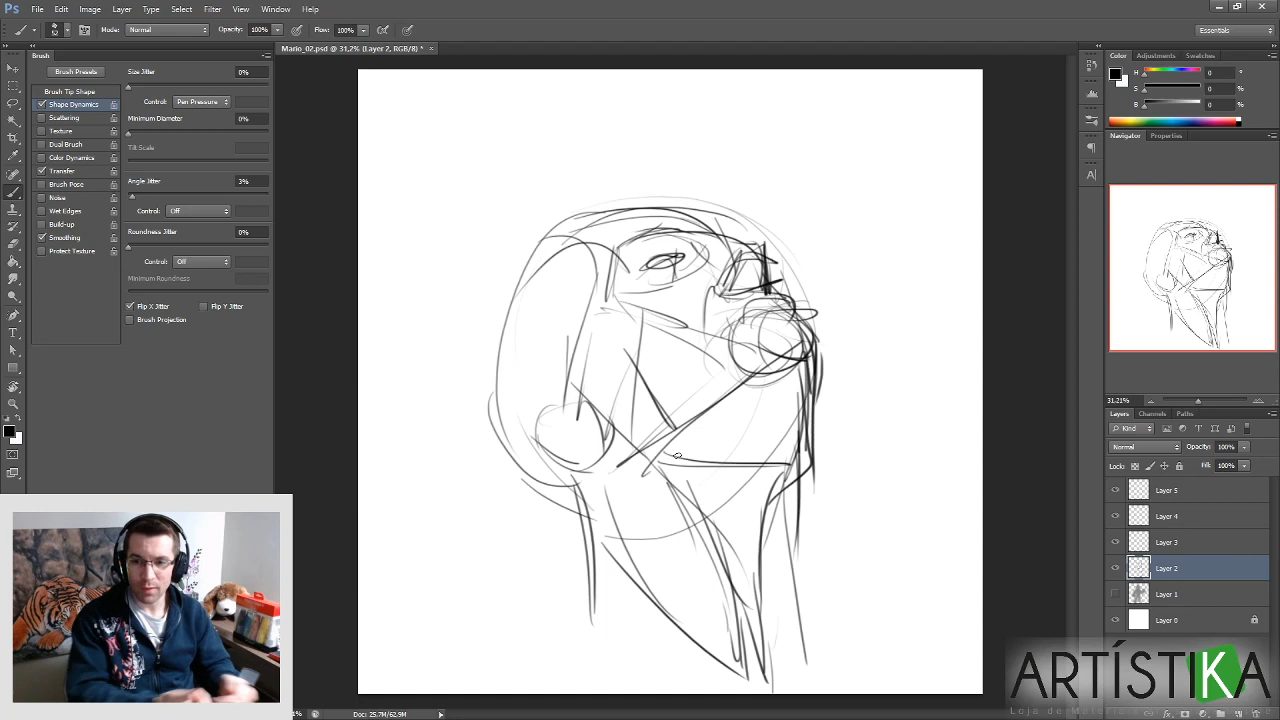 Ps File Edit Image Layer Type Select Filter View Window Help
52 Mode: Normal Opacity: 100% Flow: 100% Essentials
Mario_02.psd @ 31,2% (Layer 2, RGB/8) * ×
Brush
Brush Presets
Brush Tip Shape
Shape Dynamics
Scattering
Texture
Dual Brush
Color Dynamics
Transfer
Brush Pose
Noise
Wet Edges
Build-up
Smoothing
Protect Texture
Size Jitter 0%
Control: Pen Pressure
Minimum Diameter 0%
Tilt Scale
Angle Jitter 3%
Control: Off
Roundness Jitter 0%
Control: Off
Minimum Roundness
Flip X Jitter Flip Y Jitter
Brush Projection
Color Adjustments Swatches
H 0 °
S 0 %
B 0 %
Navigator Properties
31,21%
Layers Channels Paths
Kind
Normal Opacity: 100%
Lock: Fill: 100%
Layer 5
Layer 4
Layer 3
Layer 2
Layer 1
Layer 0
Doc: 25.7M/62.9M
ARTÍSTIKA